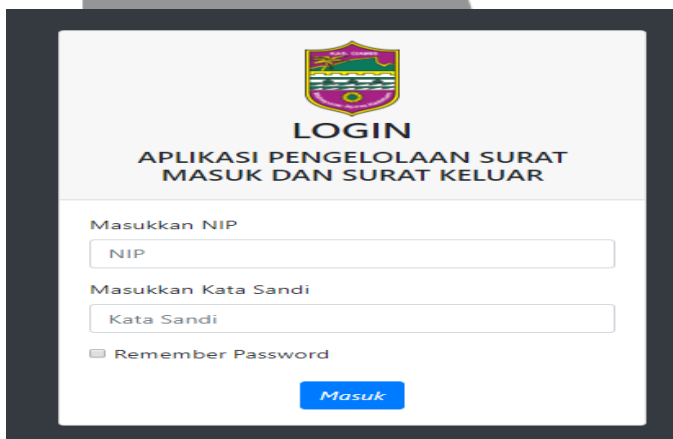 LOGIN
APLIKASI PENGELOLAAN SURAT
MASUK DAN SURAT KELUAR
Masukkan NIP
NIP
Masukkan Kata Sandi
Kata Sandi
Remember Password
Masuk